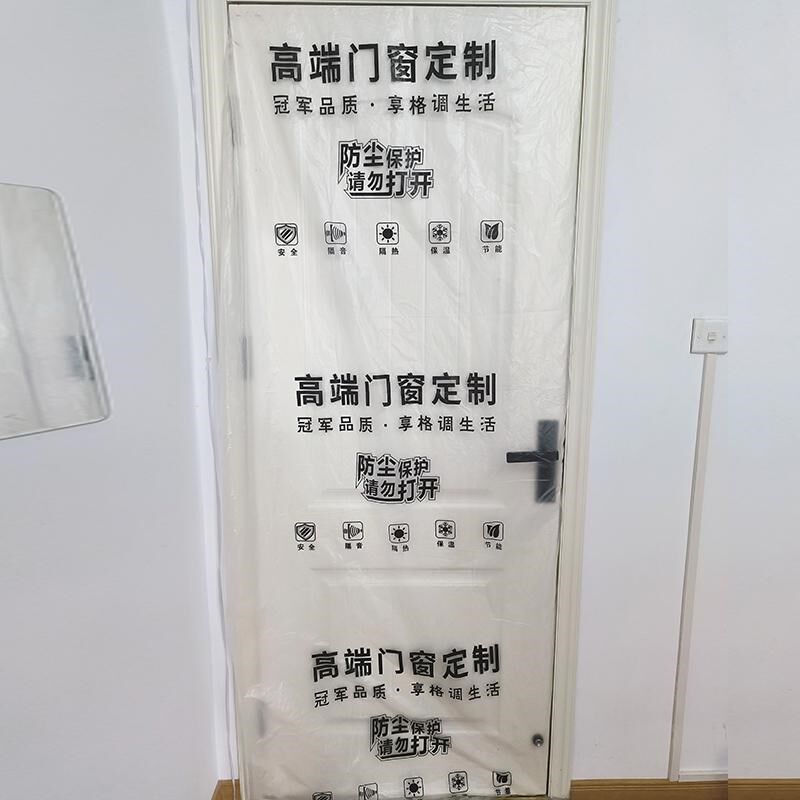 高端门窗定制
冠军品质·享格调生活
防尘保护
请勿打开
安全 隔音 隔热 保温 节能
高端门窗定制
冠军品质·享格调生活
防尘保护
请勿打开
安全 隔音 隔热 保温 节能
高端门窗定制
冠军品质·享格调生活
防尘保护
请勿打开